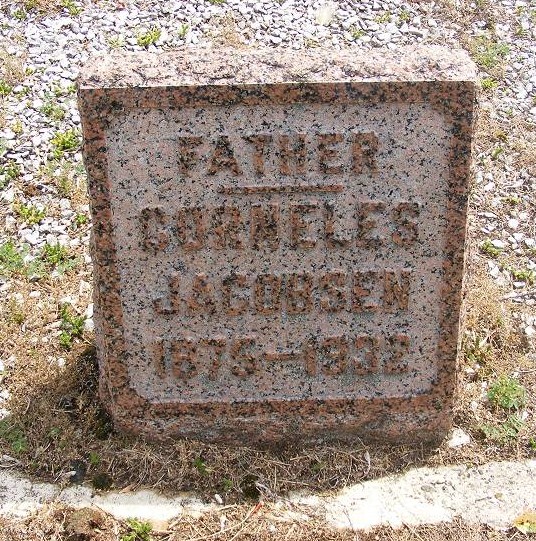 FATHER
CORNELES
JACOBSEN
1875-1932